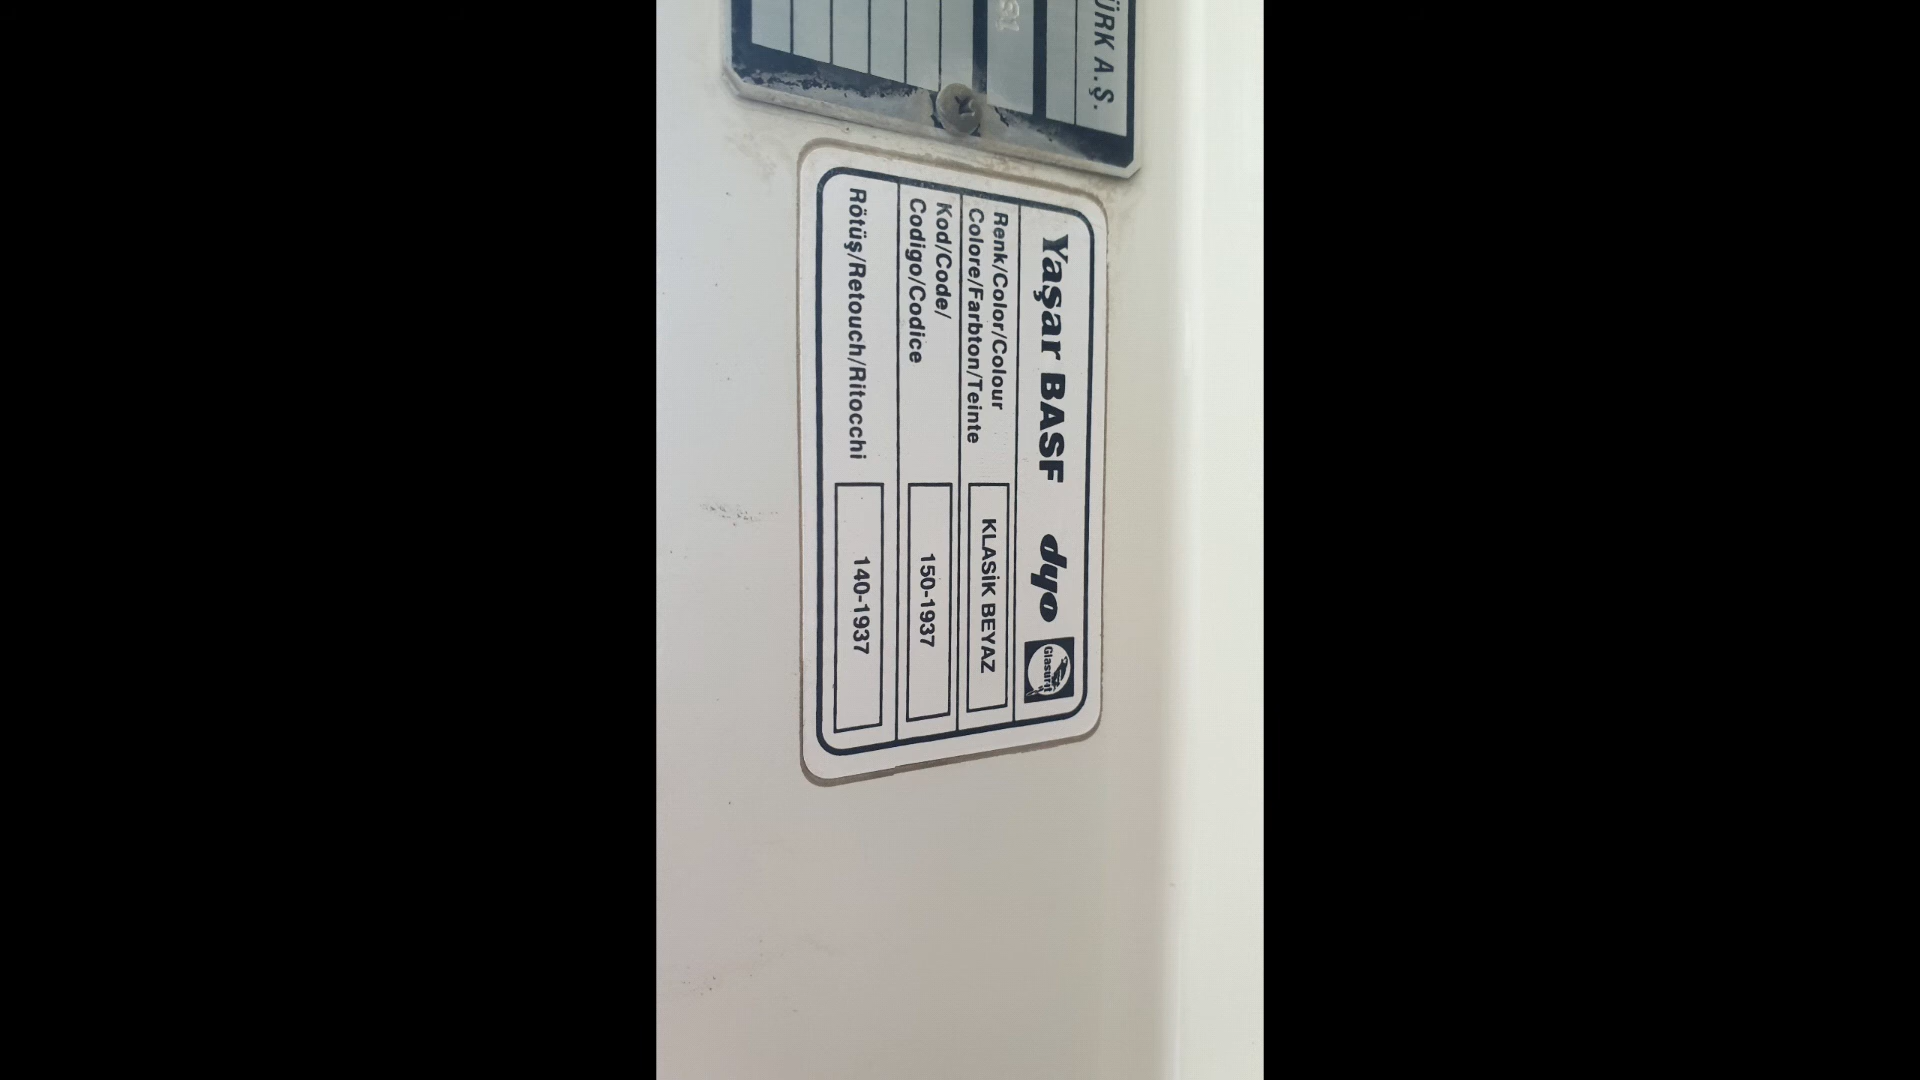 ÜRK A.Ş.
Yaşar BASF dyo Glasurit
Renk/Color/Colour
Colore/Farbton/Teinte
KLASİK BEYAZ
Kod/Code/
Codigo/Codice
150-1937
Rötüş/Retouch/Ritocchi
140-1937